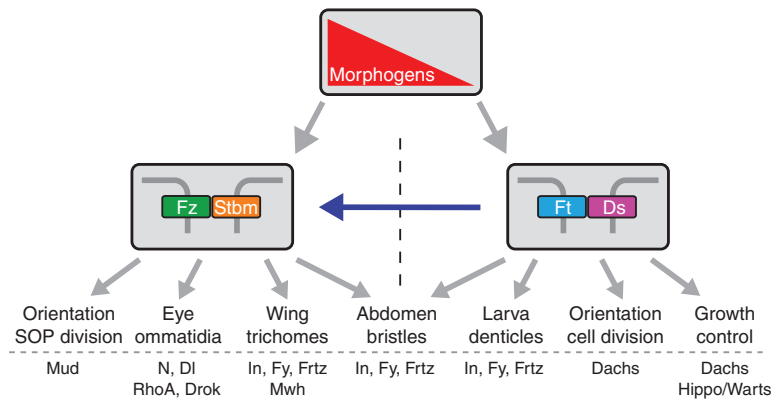 Morphogens
Fz Stbm
Ft Ds
Orientation
SOP division
Eye
ommatidia
Wing
trichomes
Abdomen
bristles
Larva
denticles
Orientation
cell division
Growth
control
Mud
N, Dl
RhoA, Drok
In, Fy, Frtz
Mwh
In, Fy, Frtz
In, Fy, Frtz
Dachs
Dachs
Hippo/Warts